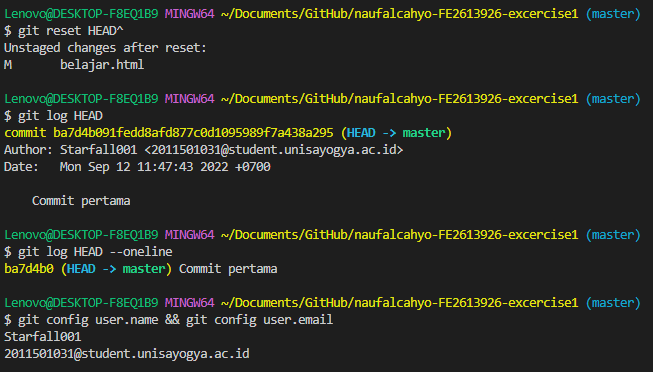 Lenovo@DESKTOP-F8EQ1B9 MINGW64 ~/Documents/GitHub/naufalcahyo-FE2613926-excercise1 (master)
$ git reset HEAD^
Unstaged changes after reset:
M       belajar.html

Lenovo@DESKTOP-F8EQ1B9 MINGW64 ~/Documents/GitHub/naufalcahyo-FE2613926-excercise1 (master)
$ git log HEAD
commit ba7d4b091fedd8afd877c0d1095989f7a438a295 (HEAD -> master)
Author: Starfall001 <2011501031@student.unisayogya.ac.id>
Date:   Mon Sep 12 11:47:43 2022 +0700

    Commit pertama

Lenovo@DESKTOP-F8EQ1B9 MINGW64 ~/Documents/GitHub/naufalcahyo-FE2613926-excercise1 (master)
$ git log HEAD --oneline
ba7d4b0 (HEAD -> master) Commit pertama

Lenovo@DESKTOP-F8EQ1B9 MINGW64 ~/Documents/GitHub/naufalcahyo-FE2613926-excercise1 (master)
$ git config user.name && git config user.email
Starfall001
2011501031@student.unisayogya.ac.id